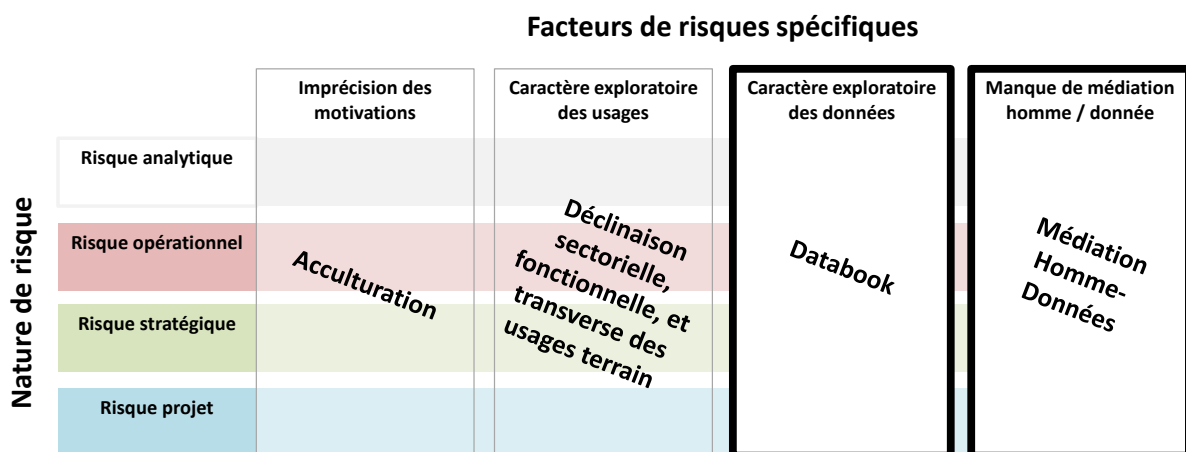 Facteurs de risques spécifiques
Imprécision des
motivations
Caractère exploratoire
des usages
Caractère exploratoire
des données
Manque de médiation
homme / donnée
Nature de risque
Risque analytique
Risque opérationnel
Risque stratégique
Risque projet
Acculturation
Déclinaison
sectorielle,
fonctionnelle, et
transverse des
usages terrain
Databook
Médiation
Homme-
Données